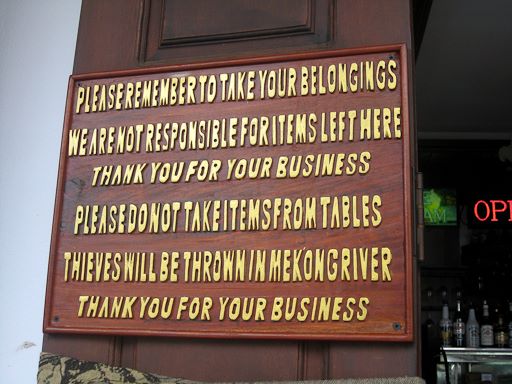 PLEASE REMEMBER TO TAKE YOUR BELONGINGS
WE ARE NOT RESPONSIBLE FOR ITEMS LEFT HERE
THANK YOU FOR YOUR BUSINESS
PLEASE DO NOT TAKE ITEMS FROM TABLES
THIEVES WILL BE THROWN IN MEKONG RIVER
THANK YOU FOR YOUR BUSINESS